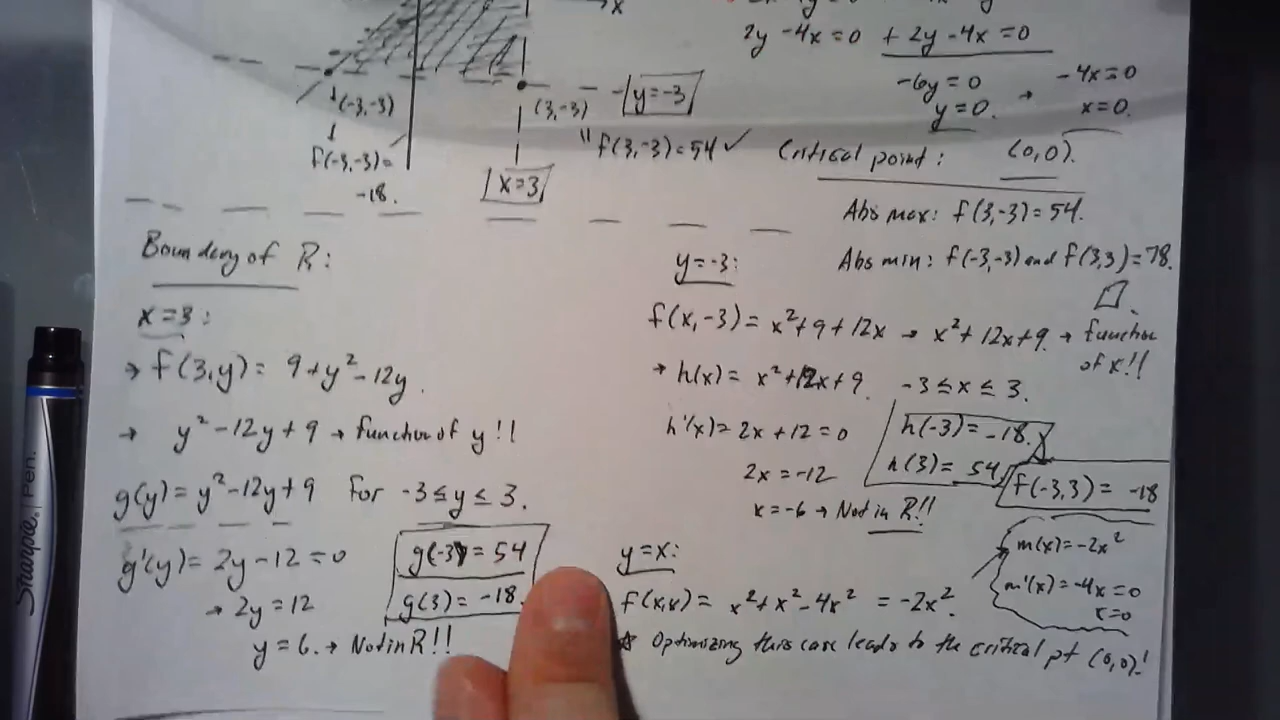 x
2y - 4x = 0 + 2y - 4x = 0
-6y = 0 → -4x = 0
y = 0. x = 0.
(-3,-3)
(3,-3)
y = -3
f(-3,-3) =
-18.
"f(3,-3) = 54 ✓
x = 3
Critical point: (0,0).
Abs max: f(3,-3) = 54.
Abs min: f(-3,-3) and f(3,3) = 78.
Boundary of R:
x = 3:
→ f(3,y) = 9 + y² - 12y.
→ y² - 12y + 9 → function of y!!
g(y) = y² - 12y + 9 for -3 ≤ y ≤ 3.
g'(y) = 2y - 12 = 0
→ 2y = 12
y = 6. → Not in R!!
g(-3) = 54
g(3) = -18.
y = -3:
f(x,-3) = x² + 9 + 12x → x² + 12x + 9. → function
of x!!
→ h(x) = x² + 12x + 9. -3 ≤ x ≤ 3.
h'(x) = 2x + 12 = 0
2x = -12
x = -6 → Not in R!!
h(-3) = -18.
h(3) = 54
f(-3,3) = -18
y = x:
f(x,x) = x² + x² - 4x² = -2x².
m(x) = -2x²
m'(x) = -4x = 0
x = 0
☆ Optimizing this case leads to the critical pt (0,0)!
Sharpie Pen.